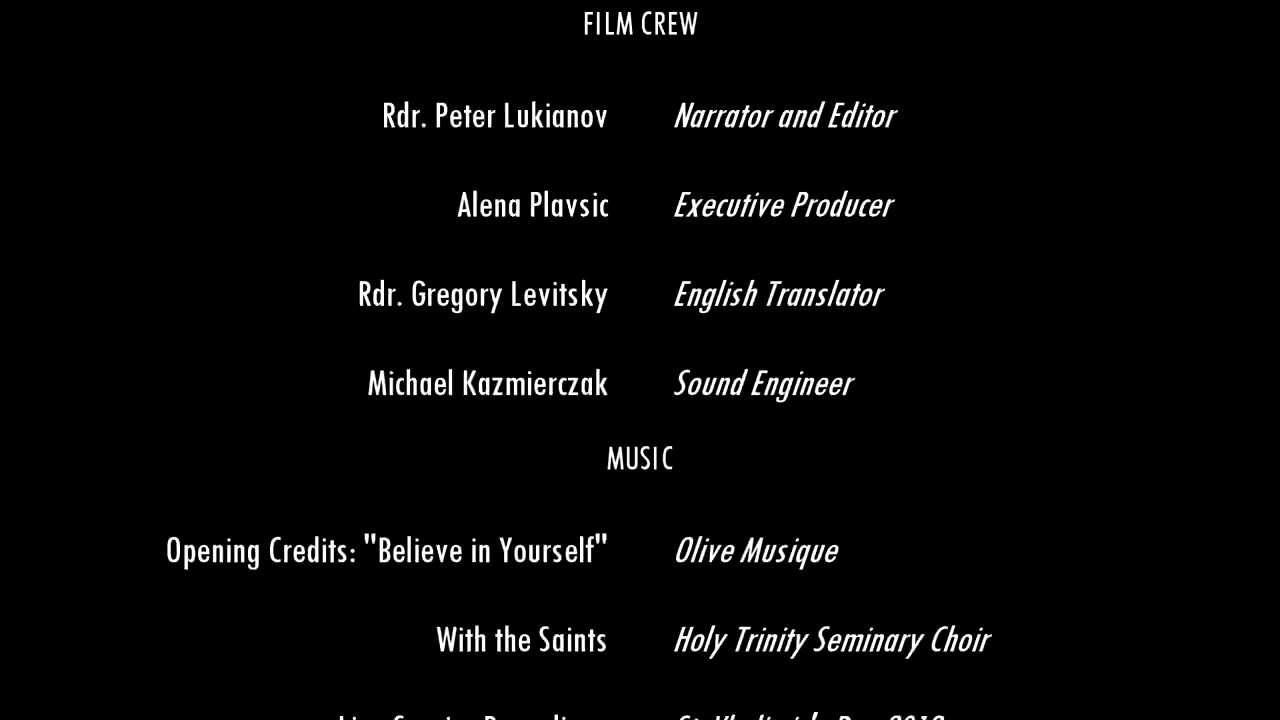 FILM CREW
Rdr. Peter Lukianov Narrator and Editor
Alena Plavsic Executive Producer
Rdr. Gregory Levitsky English Translator
Michael Kazmierczak Sound Engineer
MUSIC
Opening Credits: "Believe in Yourself" Olive Musique
With the Saints Holy Trinity Seminary Choir